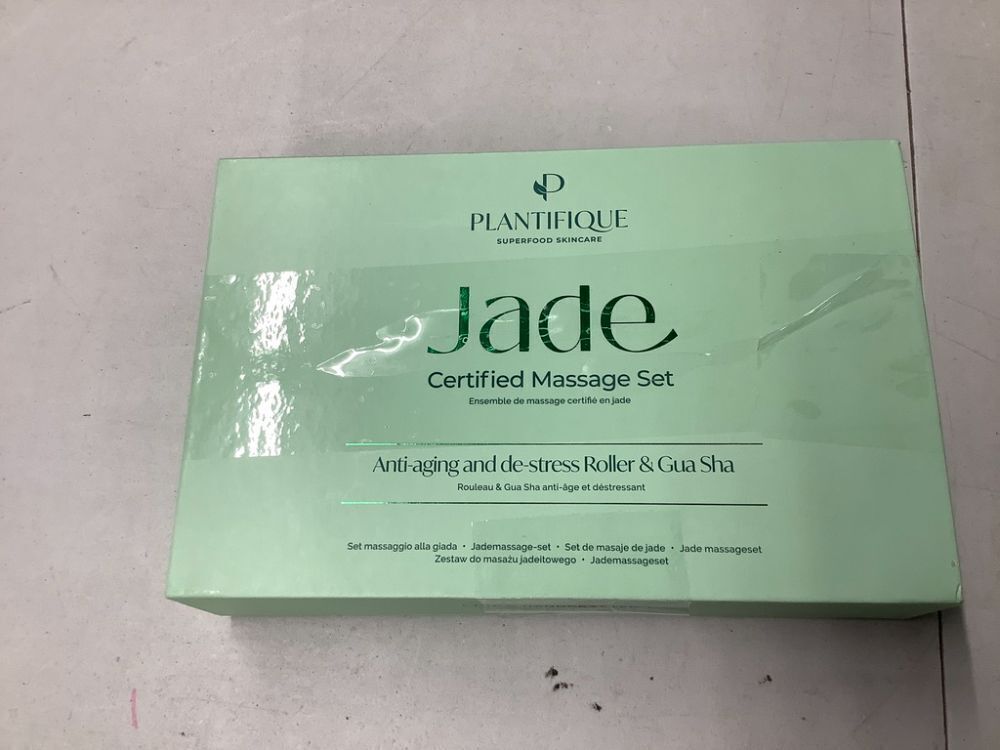 PLANTIFIQUE
SUPERFOOD SKINCARE
Jade
Certified Massage Set
Ensemble de massage certifié en jade
Anti-aging and de-stress Roller & Gua Sha
Rouleau & Gua Sha anti-âge et déstressant
Set massaggio alla giada • Jademassage-set • Set de masaje de jade • Jade massageset
Zestaw do masażu jadeitowego • Jademassageset